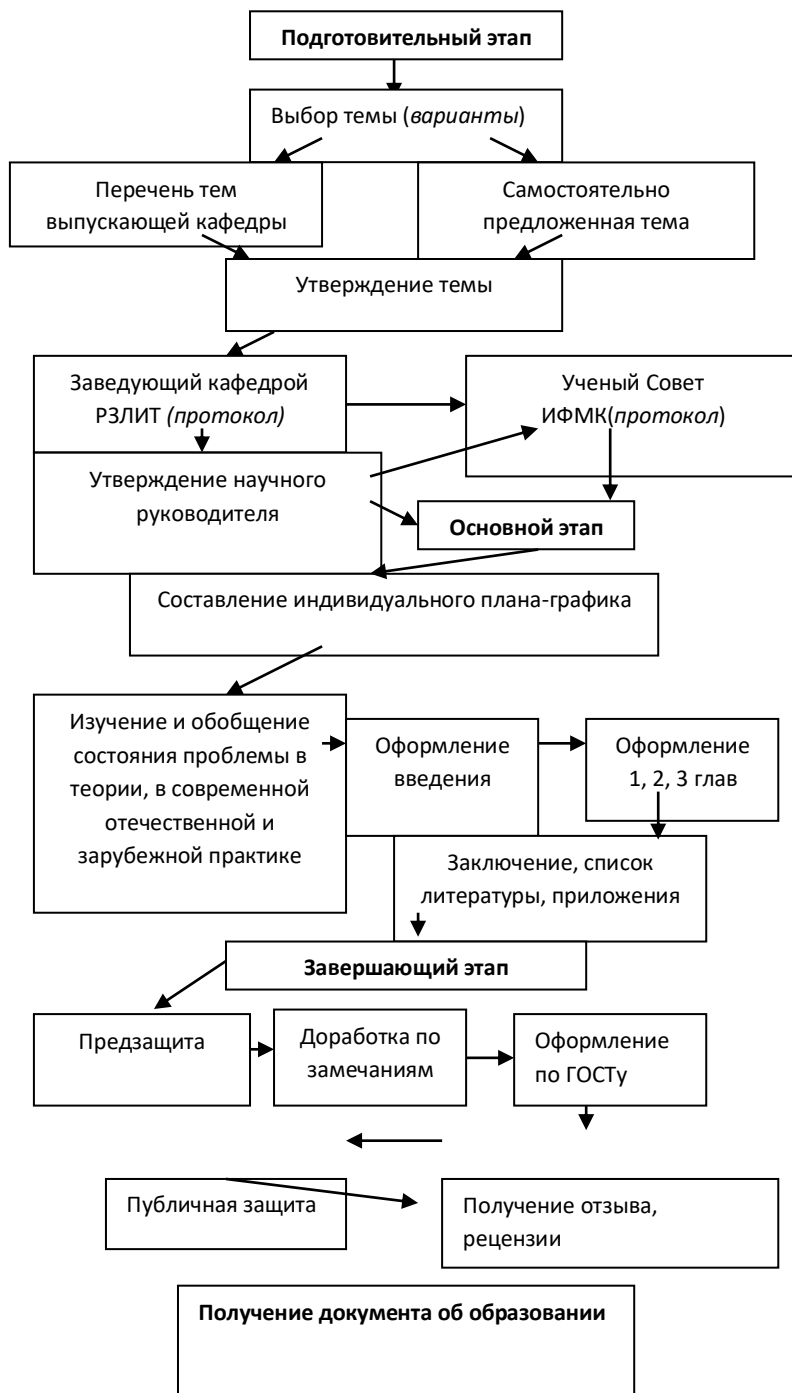 Подготовительный этап
Выбор темы (варианты)
Перечень тем
выпускающей кафедры
Самостоятельно
предложенная тема
Утверждение темы
Заведующий кафедрой
РЗЛИТ (протокол)
Ученый Совет
ИФМК(протокол)
Утверждение научного
руководителя
Основной этап
Составление индивидуального плана-графика
Изучение и обобщение
состояния проблемы в
теории, в современной
отечественной и
зарубежной практике
Оформление
введения
Оформление
1, 2, 3 глав
Заключение, список
литературы, приложения
Завершающий этап
Предзащита
Доработка по
замечаниям
Оформление
по ГОСТу
Публичная защита
Получение отзыва,
рецензии
Получение документа об образовании